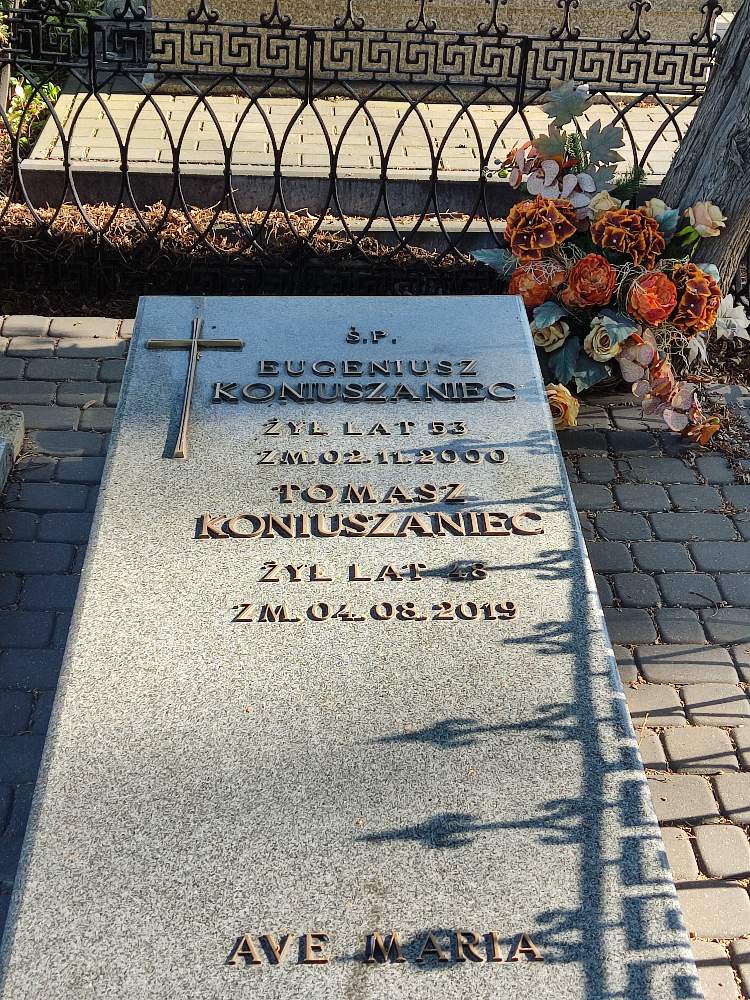 Ś.P.
EUGENIUSZ
KONIUSZANIEC
ŻYŁ LAT 53
ZM. 02.11.2000
TOMASZ
KONIUSZANIEC
ŻYŁ LAT 48
ZM. 04.08.2019
AVE MARIA